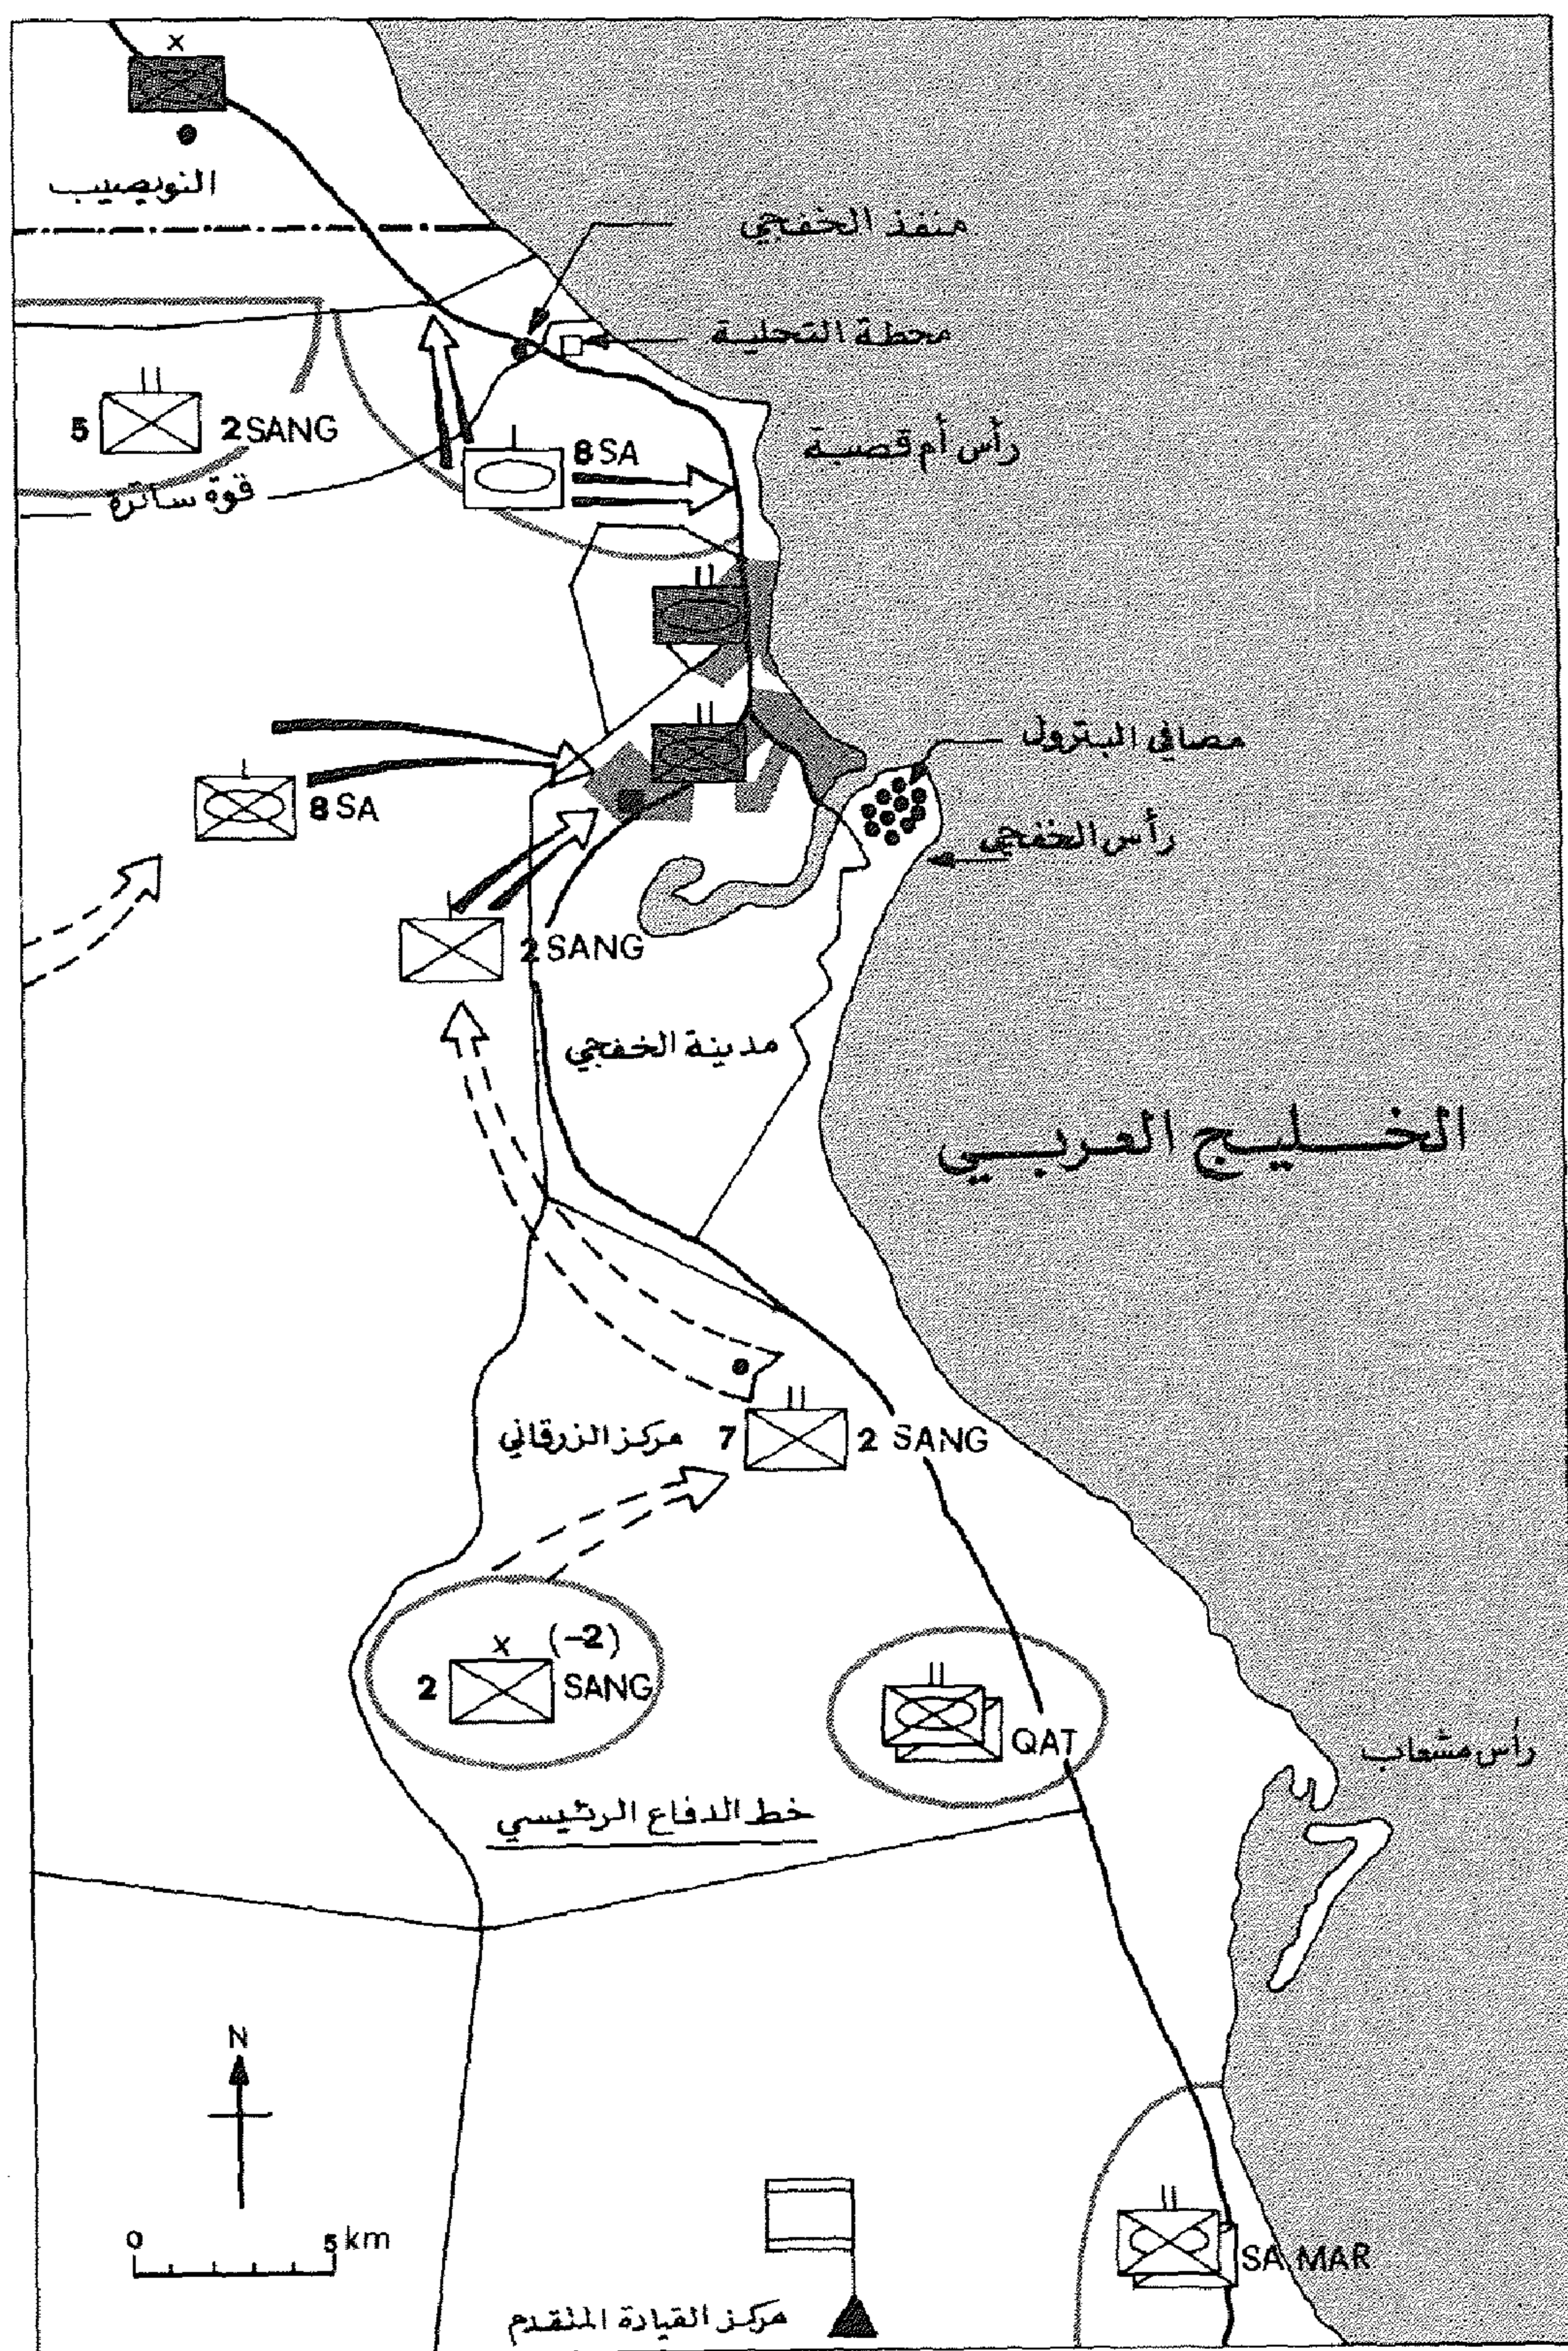 x
النويصيب
منفذ الخفجي
محطة التحلية
5
2 SANG
8 SA
رأس أم قصبة
قوة ساترة
مصافي البترول
8 SA
رأس الخفجي
2 SANG
مدينة الخفجي
الخليج العربي
مركز الزرقاني
7
2 SANG
x
(-2)
2
SANG
QAT
رأس مشعاب
خط الدفاع الرئيسي
N
0
5 km
SA MAR
مركز القيادة المتقدم